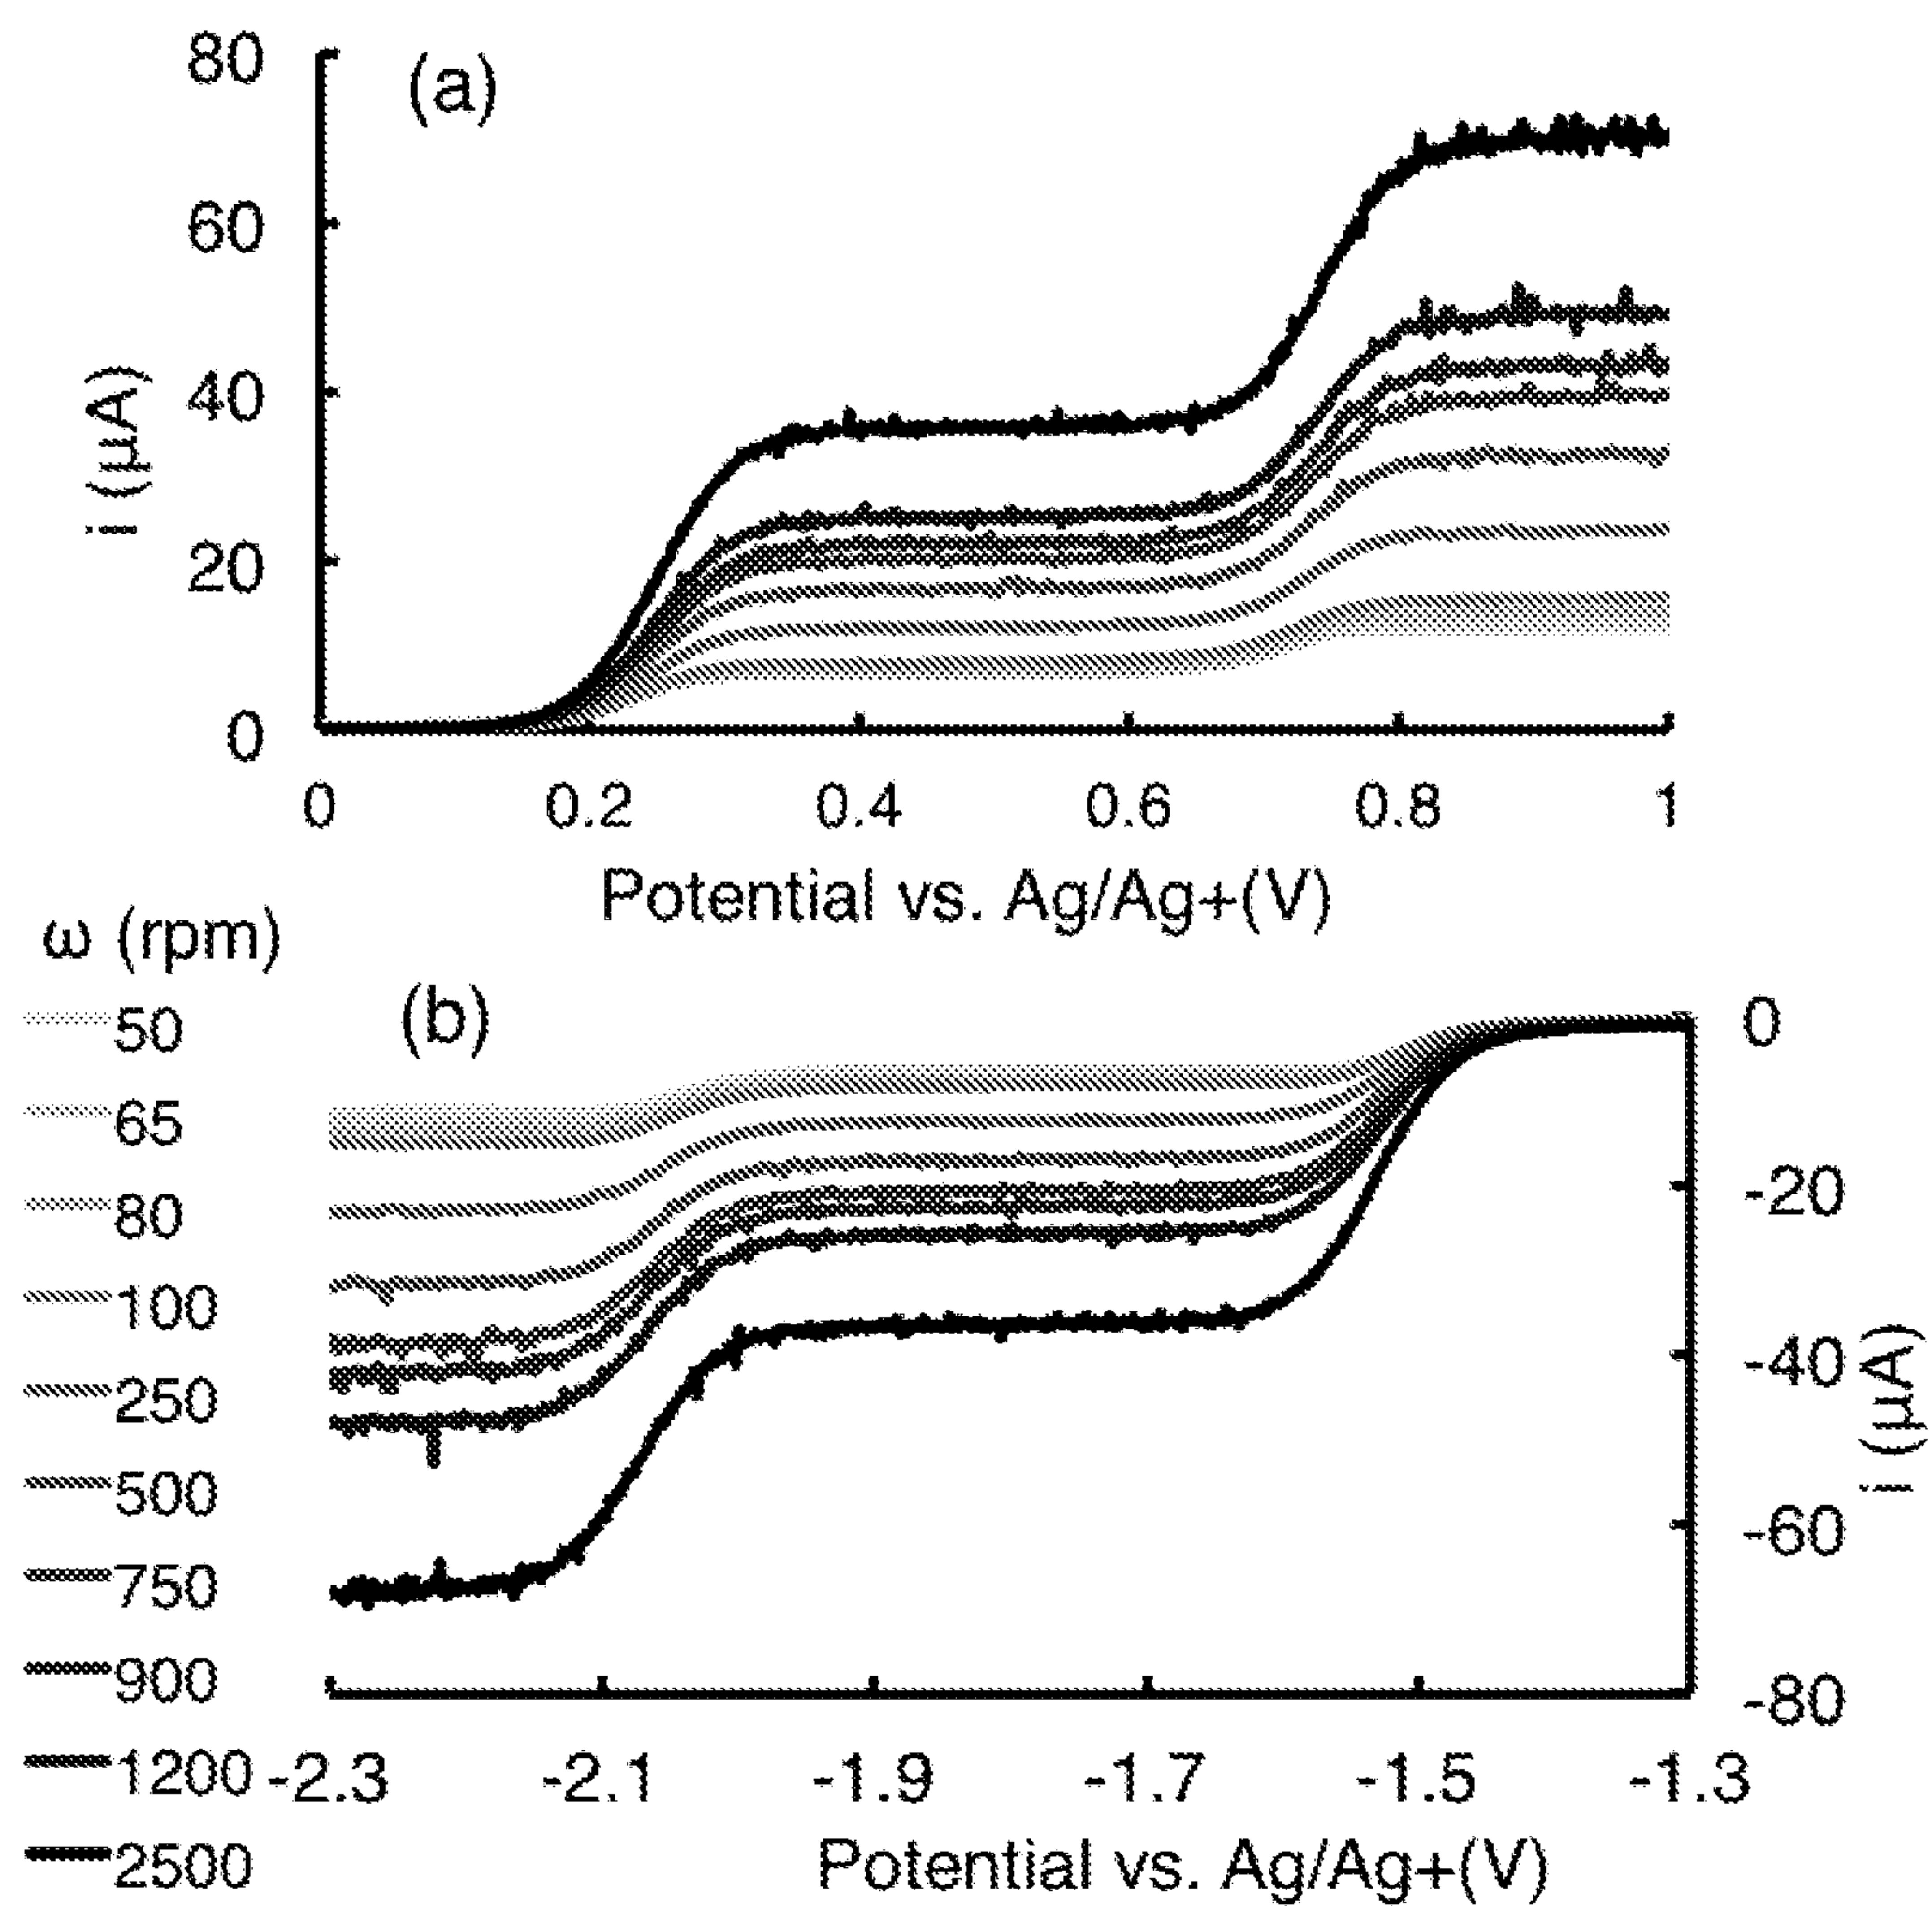 (a)
80
60
40
20
0
i (µA)
0 0.2 0.4 0.6 0.8 1
Potential vs. Ag/Ag+(V)
ω (rpm)
50
65
80
100
250
500
750
900
1200
2500
(b)
0
-20
-40
-60
-80
i (µA)
-2.3 -2.1 -1.9 -1.7 -1.5 -1.3
Potential vs. Ag/Ag+(V)